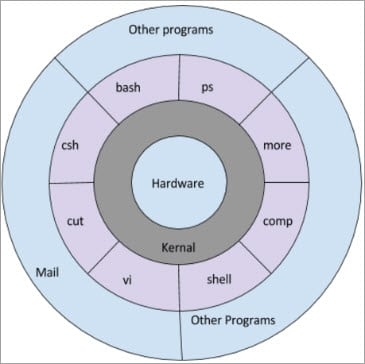 Other programs
bash
ps
csh
more
Hardware
cut
comp
Kernal
Mail
vi
shell
Other Programs